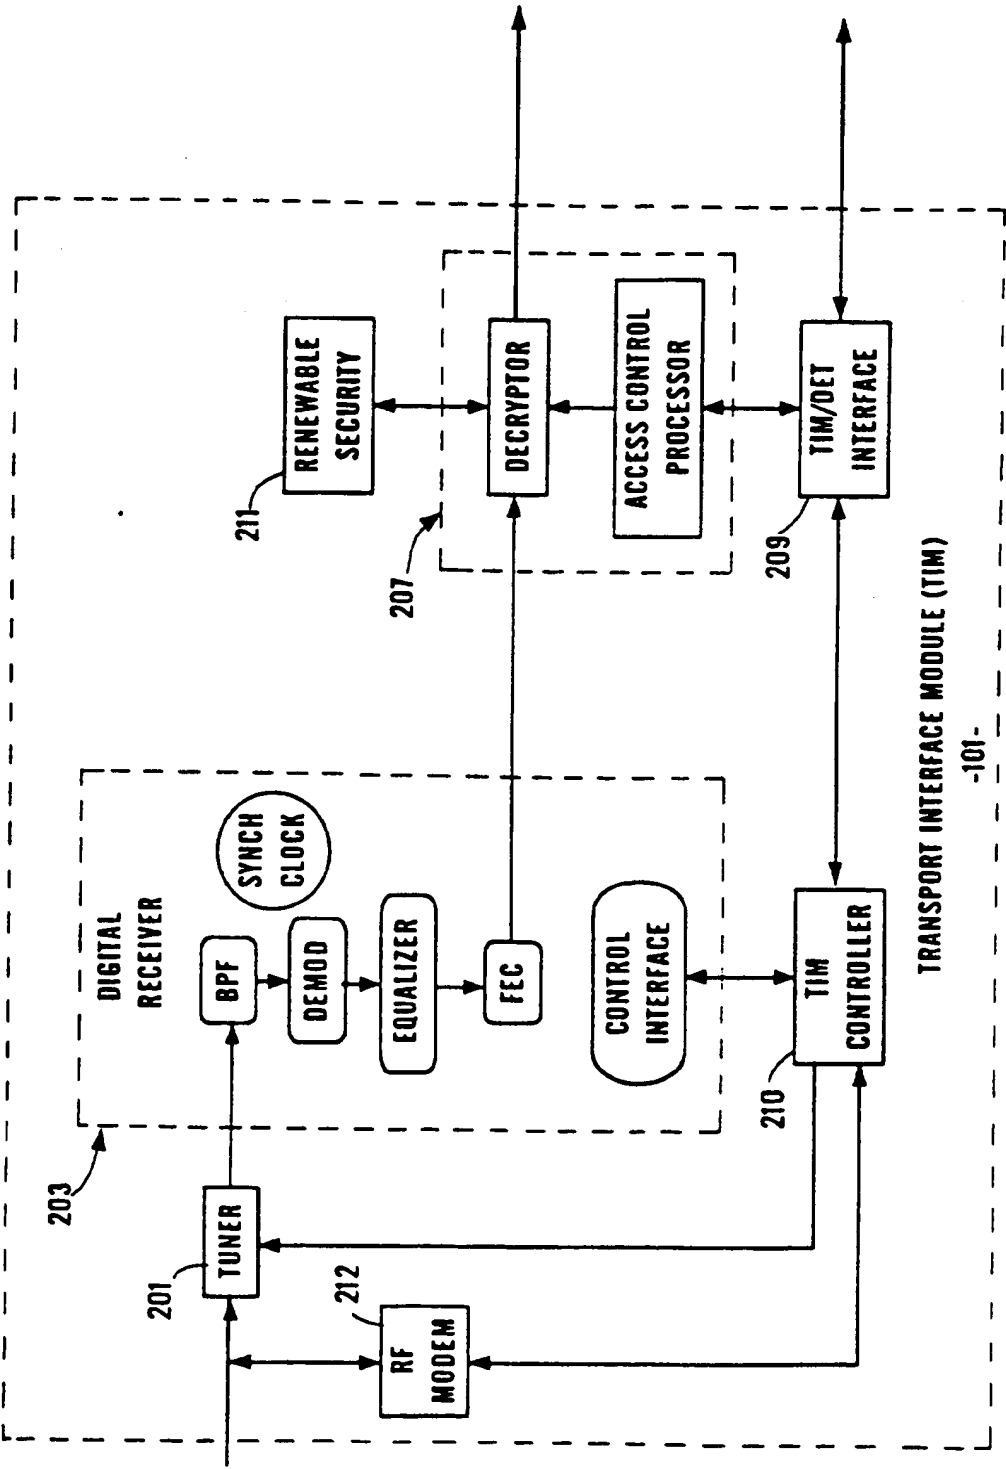 203
DIGITAL
RECEIVER
201
TUNER
BPF
SYNCH
CLOCK
DEMOD
EQUALIZER
FEC
CONTROL
INTERFACE
212
RF
MODEM
210
TIM
CONTROLLER
211
RENEWABLE
SECURITY
207
DECRYPTOR
ACCESS CONTROL
PROCESSOR
209
TIM/DET
INTERFACE
TRANSPORT INTERFACE MODULE (TIM)
-101-